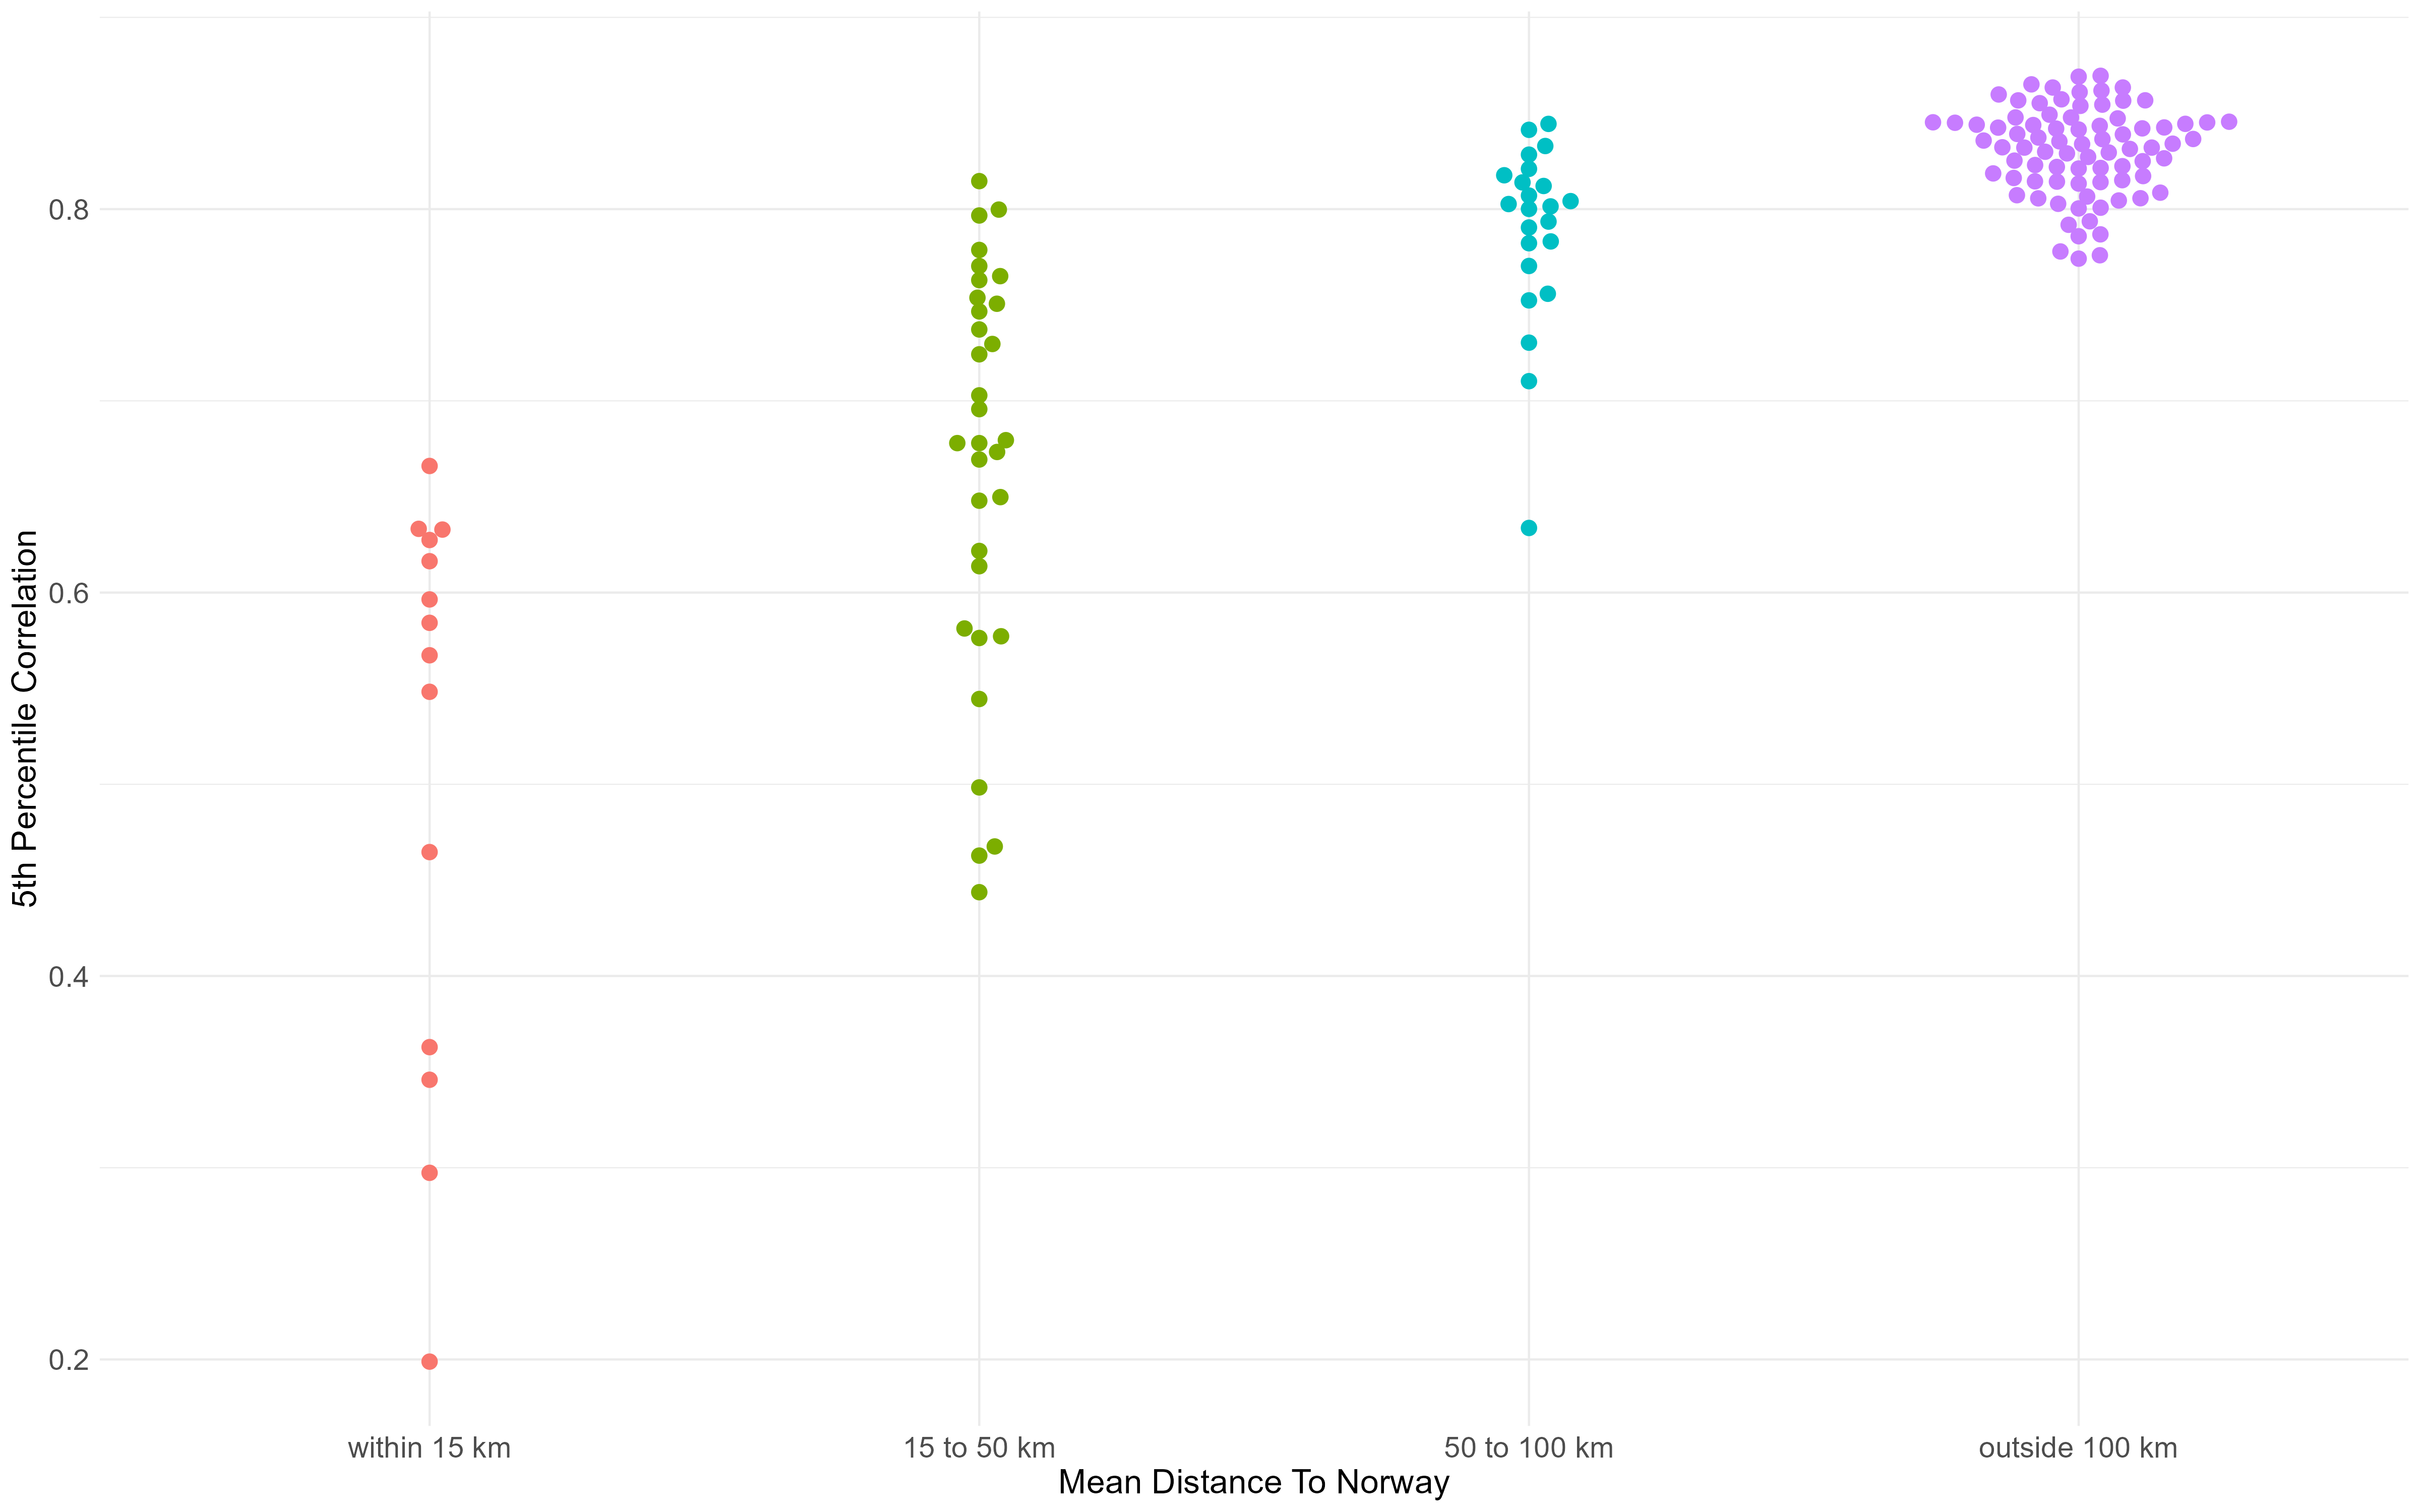 5th Percentile Correlation
0.8
0.6
0.4
0.2
within 15 km
15 to 50 km
50 to 100 km
outside 100 km
Mean Distance To Norway